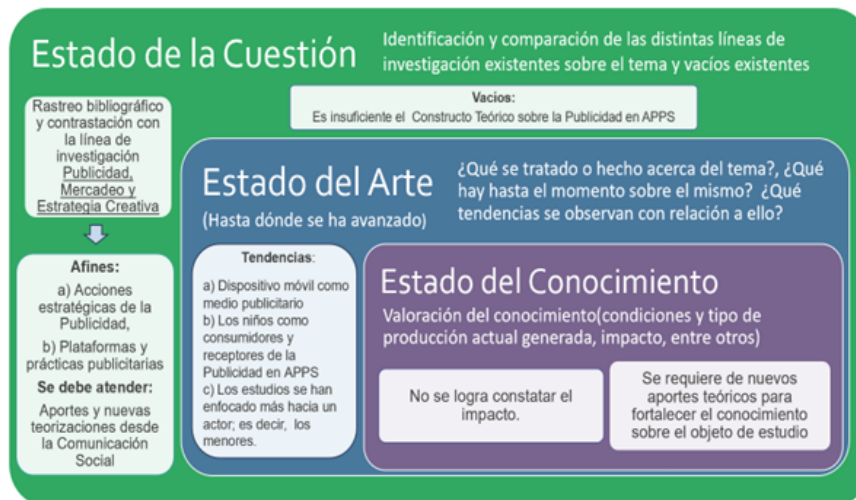 Estado de la Cuestión
Identificación y comparación de las distintas líneas de
investigación existentes sobre el tema y vacíos existentes
Vacios:
Es insuficiente el Constructo Teórico sobre la Publicidad en APPS
Rastreo bibliográfico
y contrastación con
la línea de
investigación
Publicidad,
Mercadeo y
Estrategia Creativa
Afines:
a) Acciones
estratégicas de la
Publicidad,
b) Plataformas y
prácticas publicitarias
Se debe atender:
Aportes y nuevas
teorizaciones desde
la Comunicación
Social
Estado del Arte
(Hasta dónde se ha avanzado)
¿Qué se tratado o hecho acerca del tema?, ¿Qué
hay hasta el momento sobre el mismo? ¿Qué
tendencias se observan con relación a ello?
Tendencias:
a) Dispositivo móvil como
medio publicitario
b) Los niños como
consumidores y
receptores de la
Publicidad en APPS
c) Los estudios se han
enfocado más hacia un
actor; es decir, los
menores.
Estado del Conocimiento
Valoración del conocimiento(condiciones y tipo de
producción actual generada, impacto, entre otros)
No se logra constatar el
impacto.
Se requiere de nuevos
aportes teóricos para
fortalecer el conocimiento
sobre el objeto de estudio